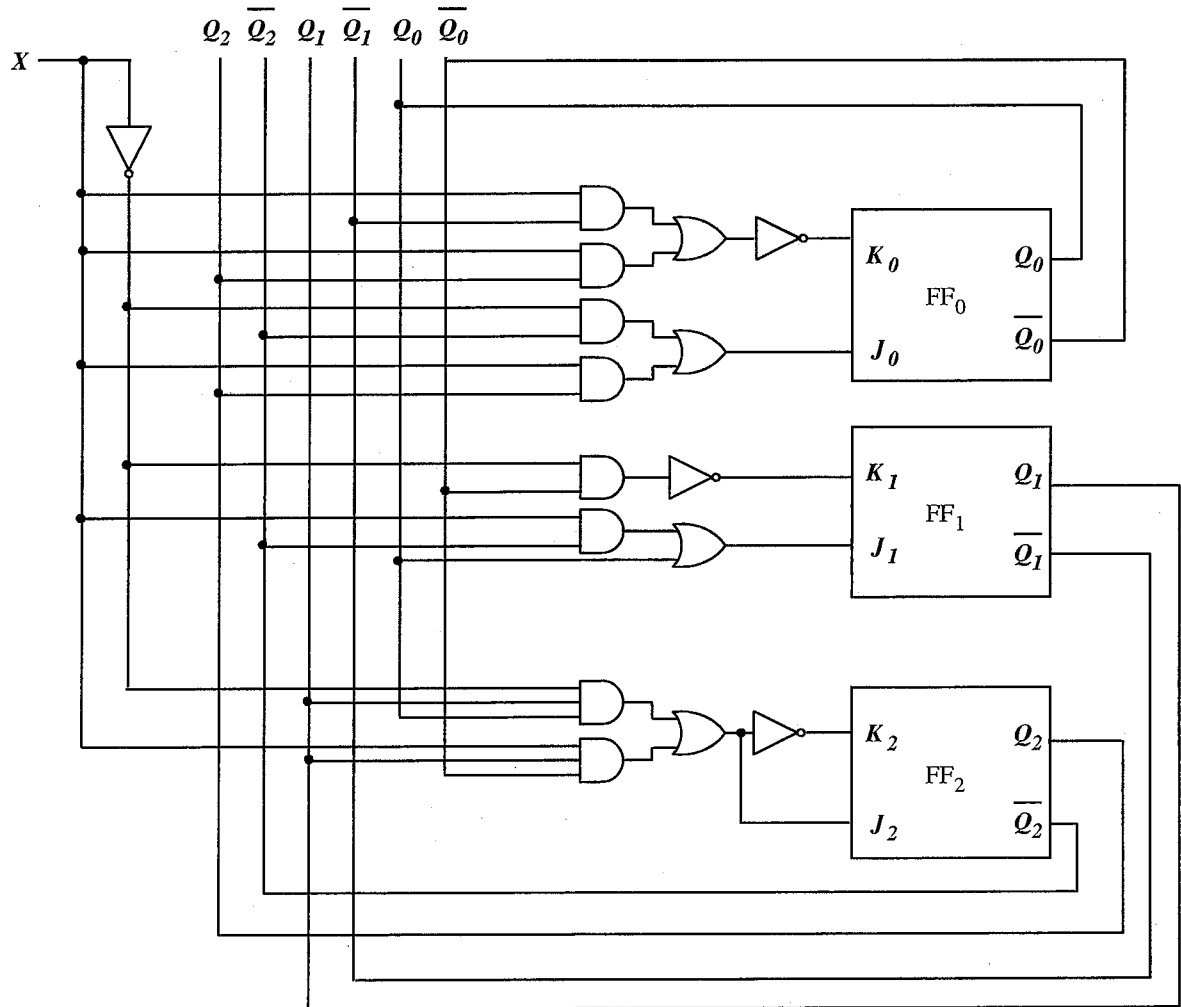 Q₂ Q̅₂ Q₁ Q̅₁ Q₀ Q̅₀
X
K₀ Q₀
FF₀
J₀ Q̅₀
K₁ Q₁
FF₁
J₁ Q̅₁
K₂ Q₂
FF₂
J₂ Q̅₂